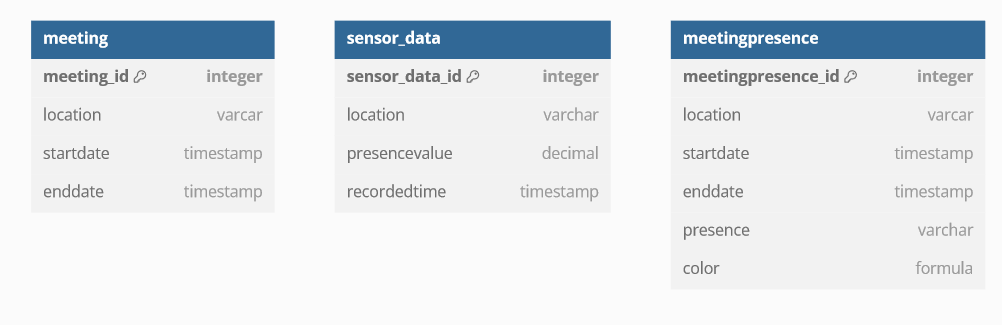 meeting
meeting_id integer
location varcar
startdate timestamp
enddate timestamp
sensor_data
sensor_data_id integer
location varchar
presencevalue decimal
recordedtime timestamp
meetingpresence
meetingpresence_id integer
location varcar
startdate timestamp
enddate timestamp
presence varchar
color formula